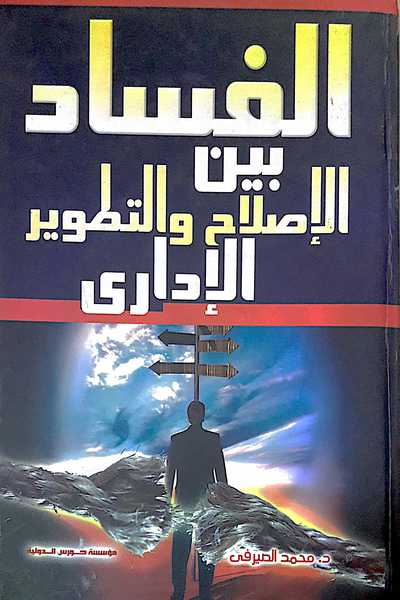 الفساد
بين
الإصلاح والتطوير
الإدارى
د. محمد الصيرفى
مؤسسة حورس الدولية